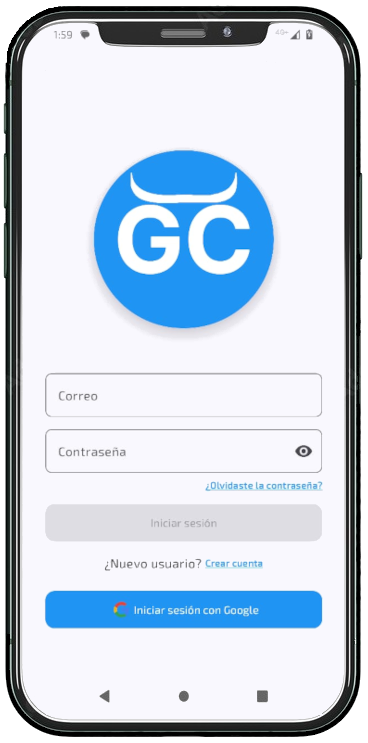 1:59
4G+
GC
Correo
Contraseña
¿Olvidaste la contraseña?
Iniciar sesión
¿Nuevo usuario? Crear cuenta
Iniciar sesión con Google